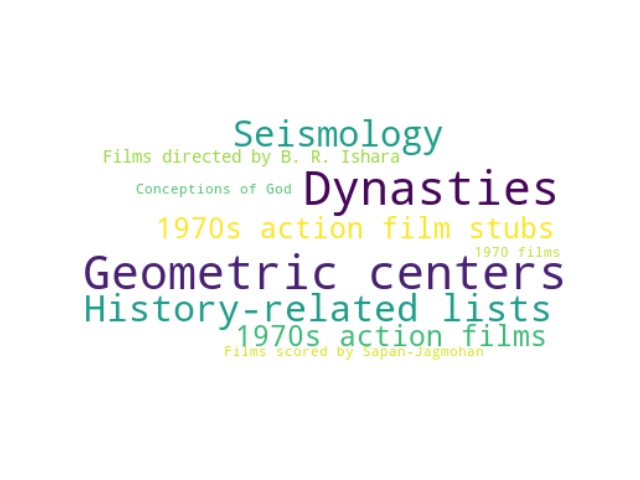 Seismology
Films directed by B. R. Ishara
Conceptions of God
Dynasties
1970s action film stubs
1970 films
Geometric centers
History-related lists
1970s action films
Films scored by Sapan-Jagmohan